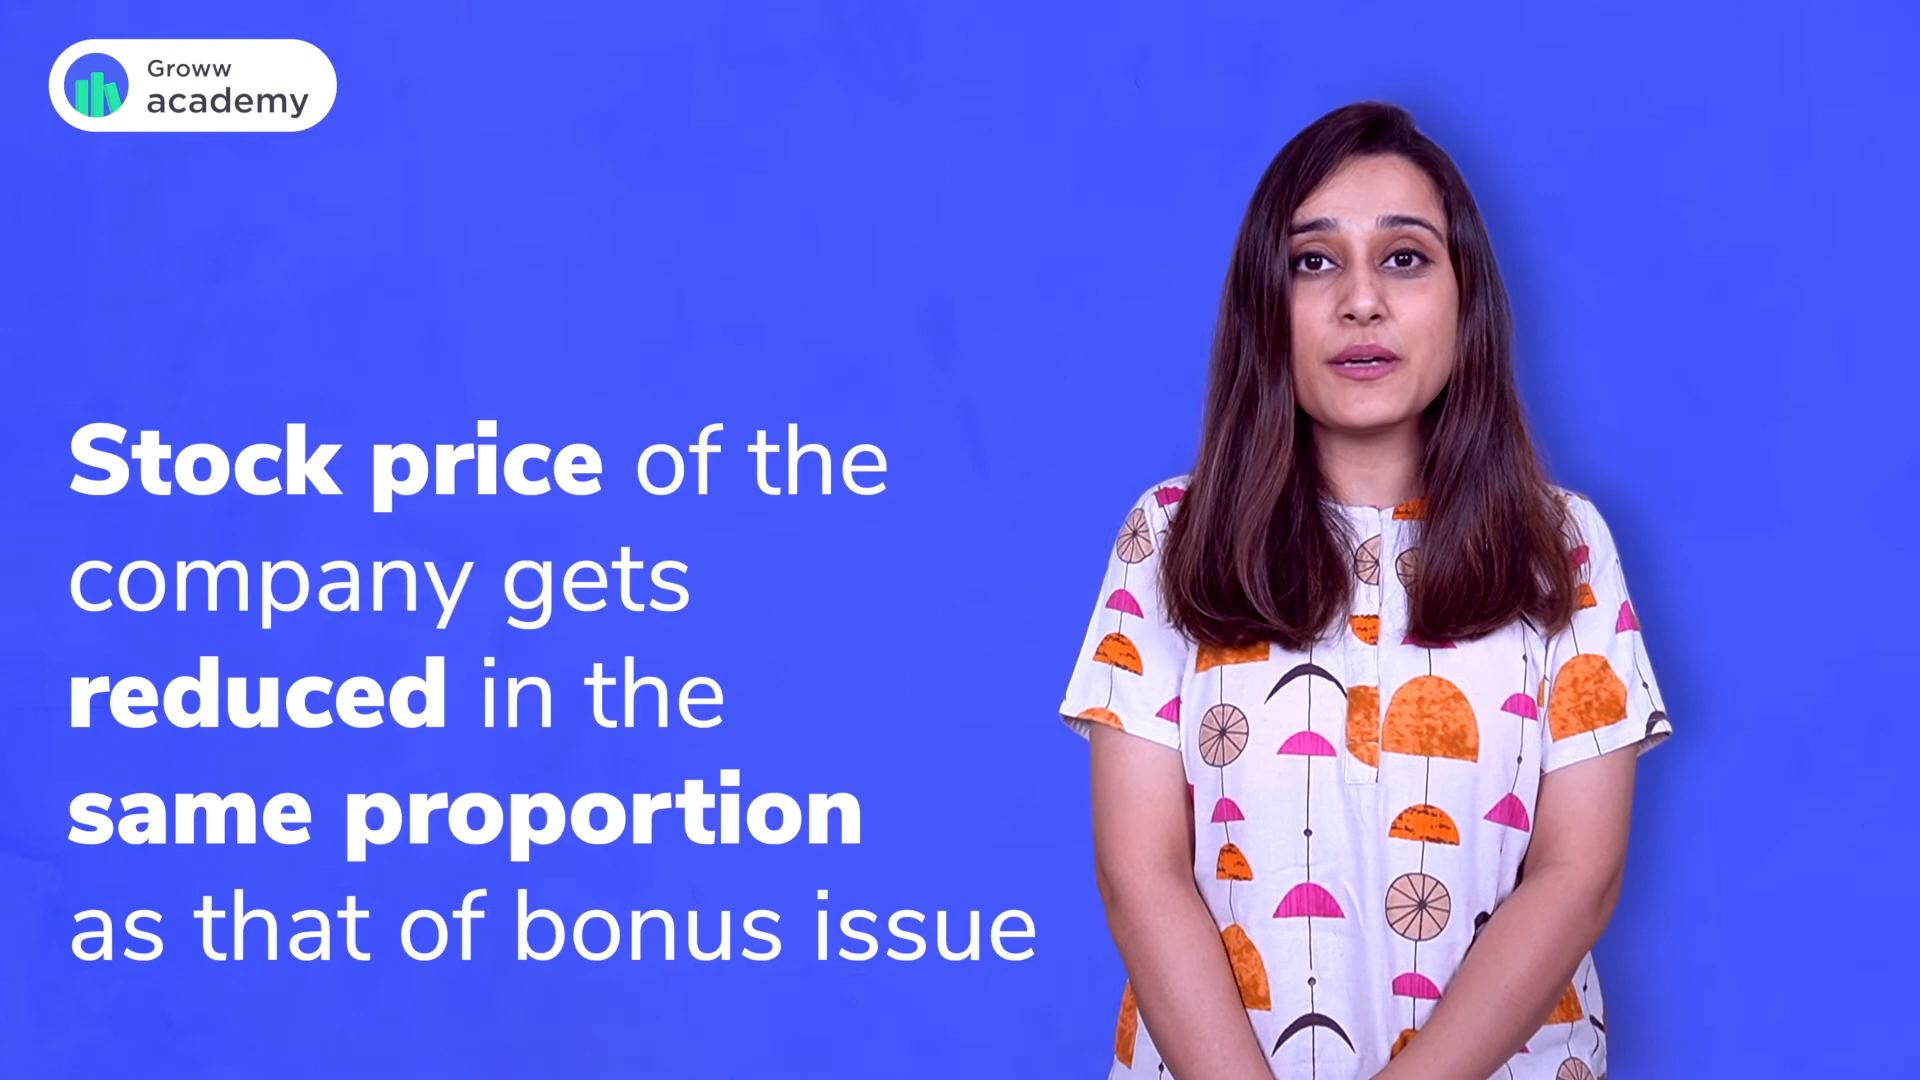 Groww
academy
Stock price of the
company gets
reduced in the
same proportion
as that of bonus issue